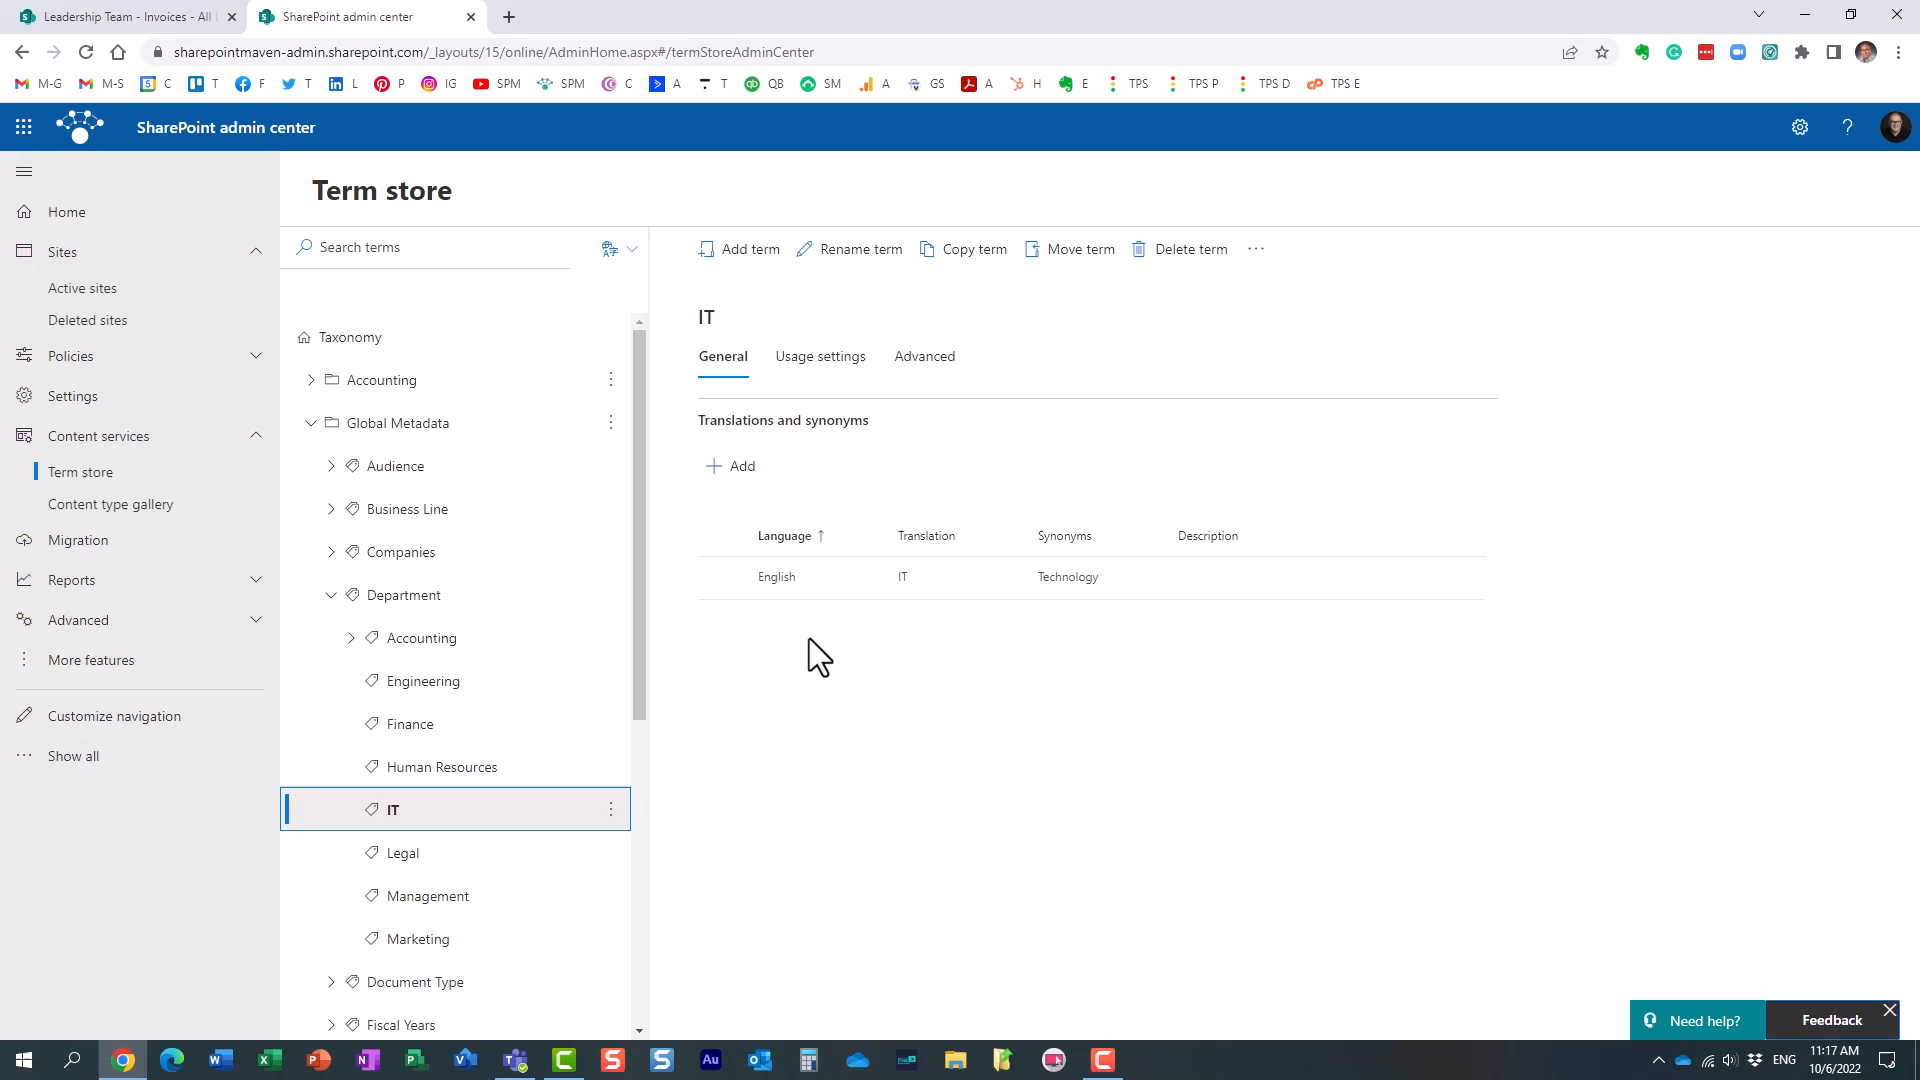 Leadership Team - Invoices - All D
SharePoint admin center
sharepointmaven-admin.sharepoint.com/_layouts/15/online/AdminHome.aspx#/termStoreAdminCenter
M-G M-S C T F T L P IG SPM SPM C A T QB SM A GS A H E TPS TPS P TPS D TPS E
SharePoint admin center
Home
Sites
Active sites
Deleted sites
Policies
Settings
Content services
Term store
Content type gallery
Migration
Reports
Advanced
More features
Customize navigation
Show all
Term store
Search terms
Taxonomy
Accounting
Global Metadata
Audience
Business Line
Companies
Department
Accounting
Engineering
Finance
Human Resources
IT
Legal
Management
Marketing
Document Type
Fiscal Years
Add term Rename term Copy term Move term Delete term
IT
General Usage settings Advanced
Translations and synonyms
Add
Language Translation Synonyms Description
English IT Technology
Need help?
Feedback
ENG
11:17 AM
10/6/2022